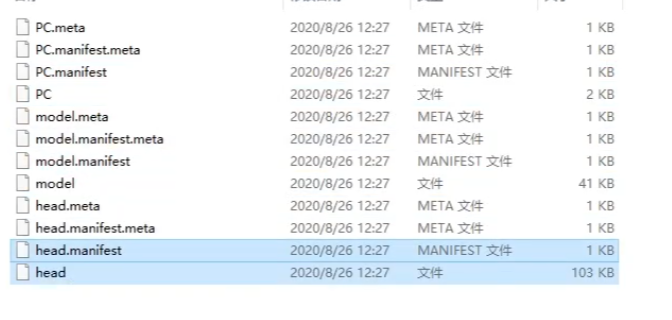 PC.meta 2020/8/26 12:27 META 文件 1 KB
PC.manifest.meta 2020/8/26 12:27 META 文件 1 KB
PC.manifest 2020/8/26 12:27 MANIFEST 文件 1 KB
PC 2020/8/26 12:27 文件 2 KB
model.meta 2020/8/26 12:27 META 文件 1 KB
model.manifest.meta 2020/8/26 12:27 META 文件 1 KB
model.manifest 2020/8/26 12:27 MANIFEST 文件 1 KB
model 2020/8/26 12:27 文件 41 KB
head.meta 2020/8/26 12:27 META 文件 1 KB
head.manifest.meta 2020/8/26 12:27 META 文件 1 KB
head.manifest 2020/8/26 12:27 MANIFEST 文件 1 KB
head 2020/8/26 12:27 文件 103 KB